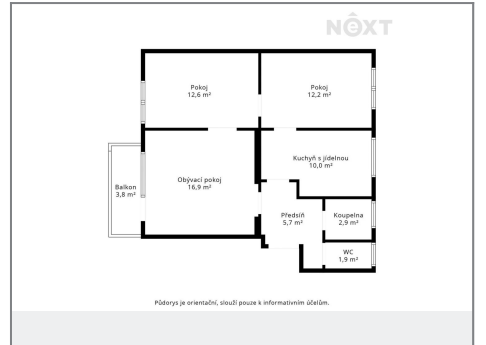 NEXT
Pokoj
12,6 m²
Pokoj
12,2 m²
Kuchyň s jídelnou
10,0 m²
Obývací pokoj
16,9 m²
Balkon
3,8 m²
Předsíň
5,7 m²
Koupelna
2,9 m²
WC
1,9 m²
Půdorys je orientační, slouží pouze k informativním účelům.